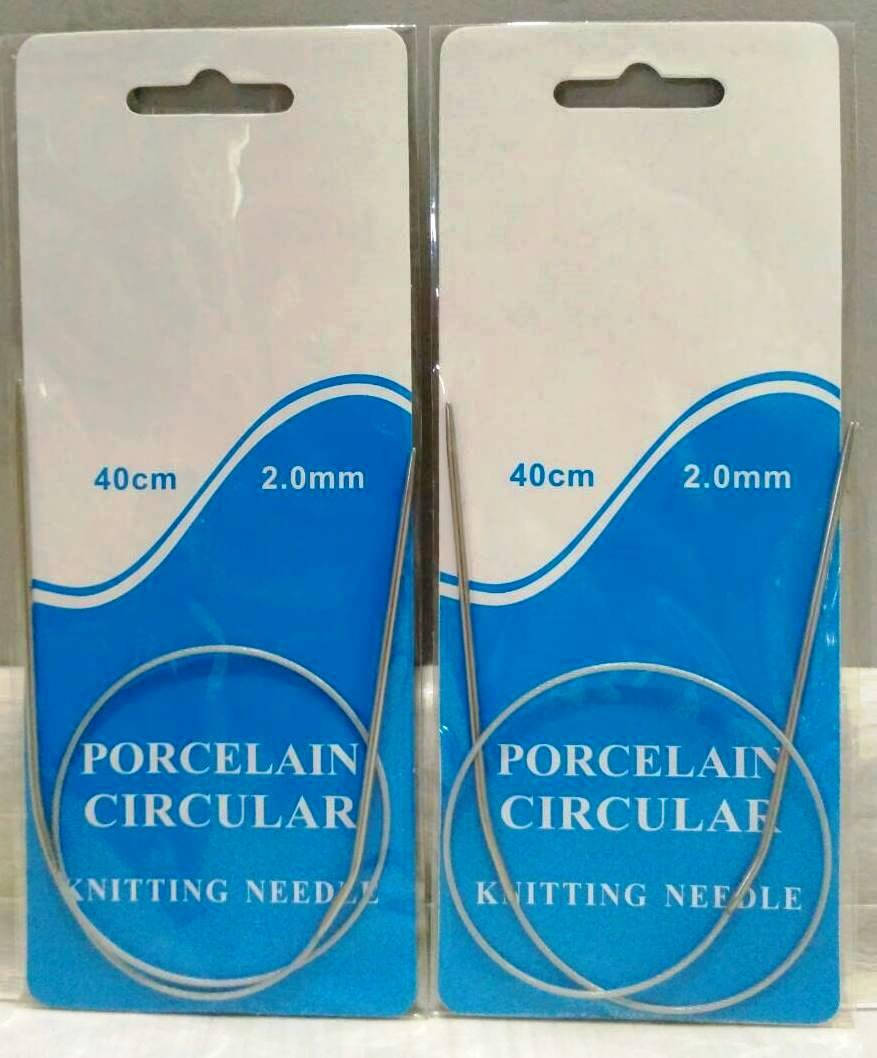 40cm 2.0mm
PORCELAIN
CIRCULAR
KNITTING NEEDLE
40cm 2.0mm
PORCELAIN
CIRCULAR
KNITTING NEEDLE